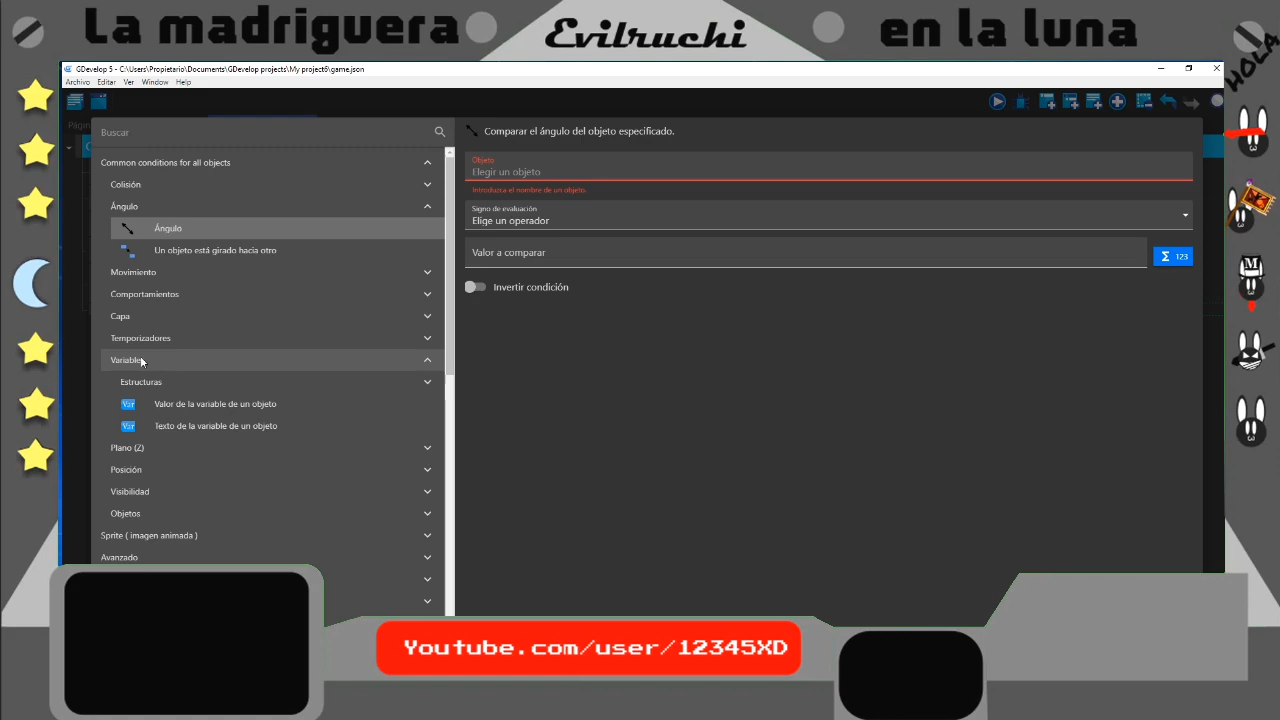 La madriguera Evilruchi en la luna
HOLA
GDevelop 5 - C:\Users\Propietario\Documents\GDevelop projects\My project6\game.json
Archivo Editar Ver Window Help
Buscar
Common conditions for all objects
Colisión
Ángulo
Ángulo
Un objeto está girado hacia otro
Movimiento
Comportamientos
Capa
Temporizadores
Variables
Estructuras
Var Valor de la variable de un objeto
Var Texto de la variable de un objeto
Plano (Z)
Posición
Visibilidad
Objetos
Sprite ( imagen animada )
Avanzado
Comparar el ángulo del objeto especificado.
Objeto
Elegir un objeto
Introduzca el nombre de un objeto.
Signo de evaluación
Elige un operador
Valor a comparar
Σ 123
Invertir condición
M
Youtube.com/user/12345XD